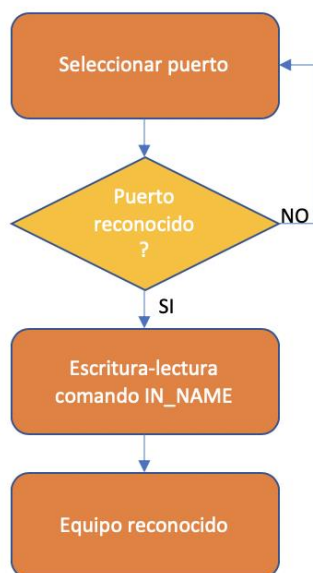 Seleccionar puerto
Puerto
reconocido
?
NO
SI
Escritura-lectura
comando IN_NAME
Equipo reconocido